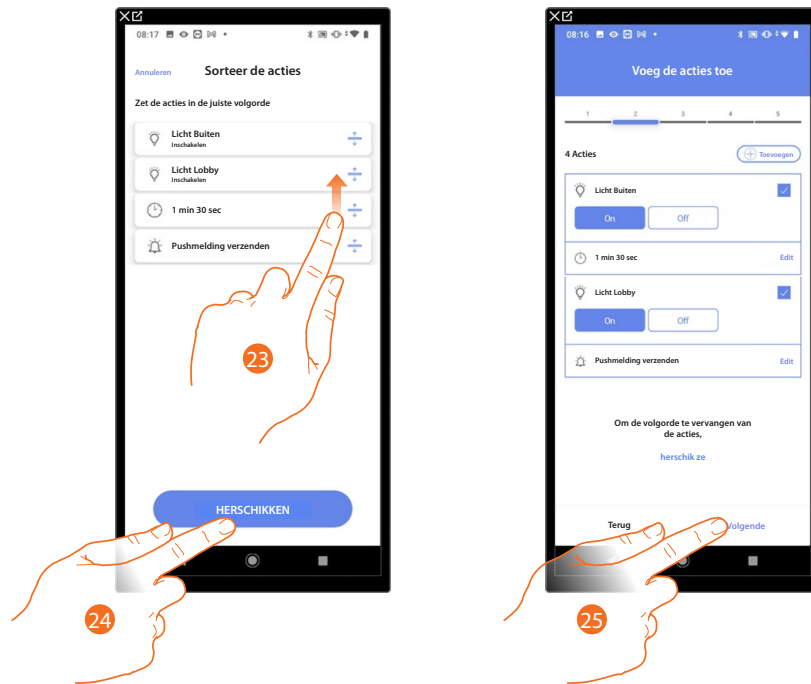 08:17
Annuleren Sorteer de acties
Zet de acties in de juiste volgorde
Licht Buiten
Inschakelen
Licht Lobby
Inschakelen
1 min 30 sec
Pushmelding verzenden
23
HERSCHIKKEN
24
08:16
Voeg de acties toe
1 2 3 4 5
4 Acties
Toevoegen
Licht Buiten
On Off
1 min 30 sec Edit
Licht Lobby
On Off
Pushmelding verzenden Edit
Om de volgorde te vervangen van
de acties,
herschik ze
Terug Volgende
25